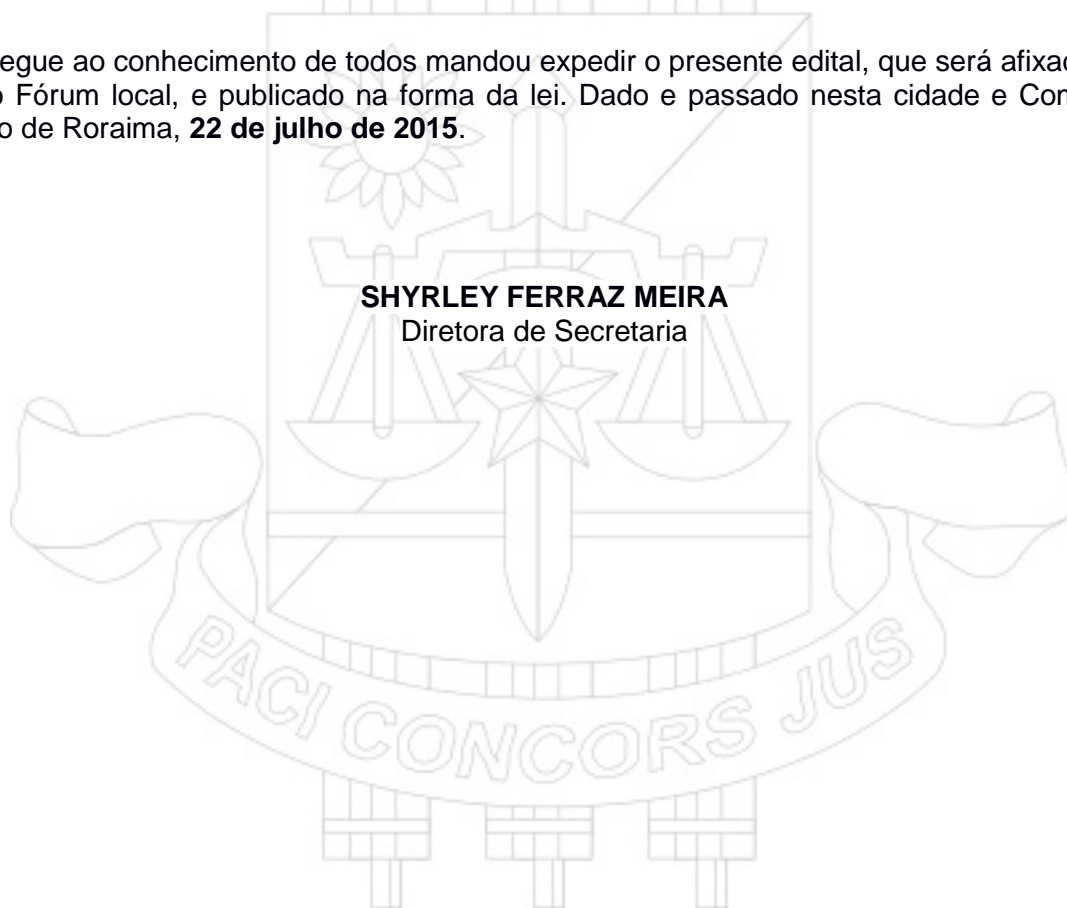 egue ao conhecimento de todos mandou expedir o presente edital, que será afixad
o Fórum local, e publicado na forma da lei. Dado e passado nesta cidade e Com
o de Roraima, 22 de julho de 2015.
SHYRLEY FERRAZ MEIRA
Diretora de Secretaria
PACI CONCORS JUS